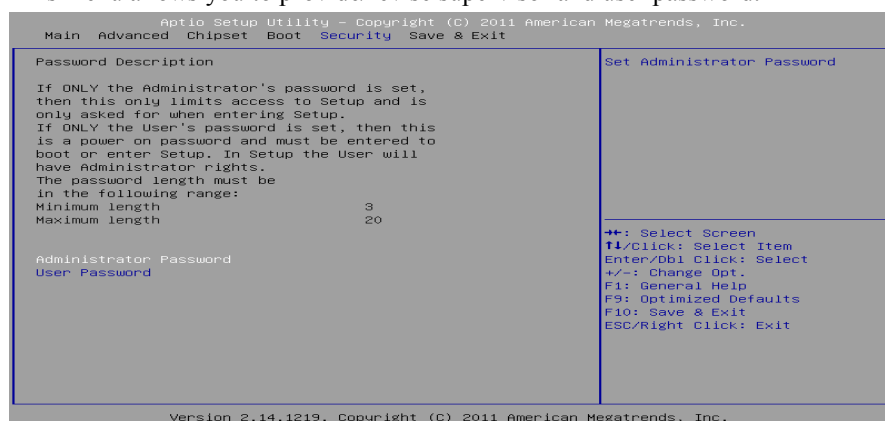 Aptio Setup Utility – Copyright (C) 2011 American Megatrends, Inc.
Main Advanced Chipset Boot Security Save & Exit
Password Description
If ONLY the Administrator's password is set,
then this only limits access to Setup and is
only asked for when entering Setup.
If ONLY the User's password is set, then this
is a power on password and must be entered to
boot or enter Setup. In Setup the User will
have Administrator rights.
The password length must be
in the following range:
Minimum length 3
Maximum length 20
Administrator Password
User Password
Set Administrator Password
→←: Select Screen
↑↓/Click: Select Item
Enter/Dbl Click: Select
+/-: Change Opt.
F1: General Help
F9: Optimized Defaults
F10: Save & Exit
ESC/Right Click: Exit
Version 2.14.1219. Copyright (C) 2011 American Megatrends, Inc.